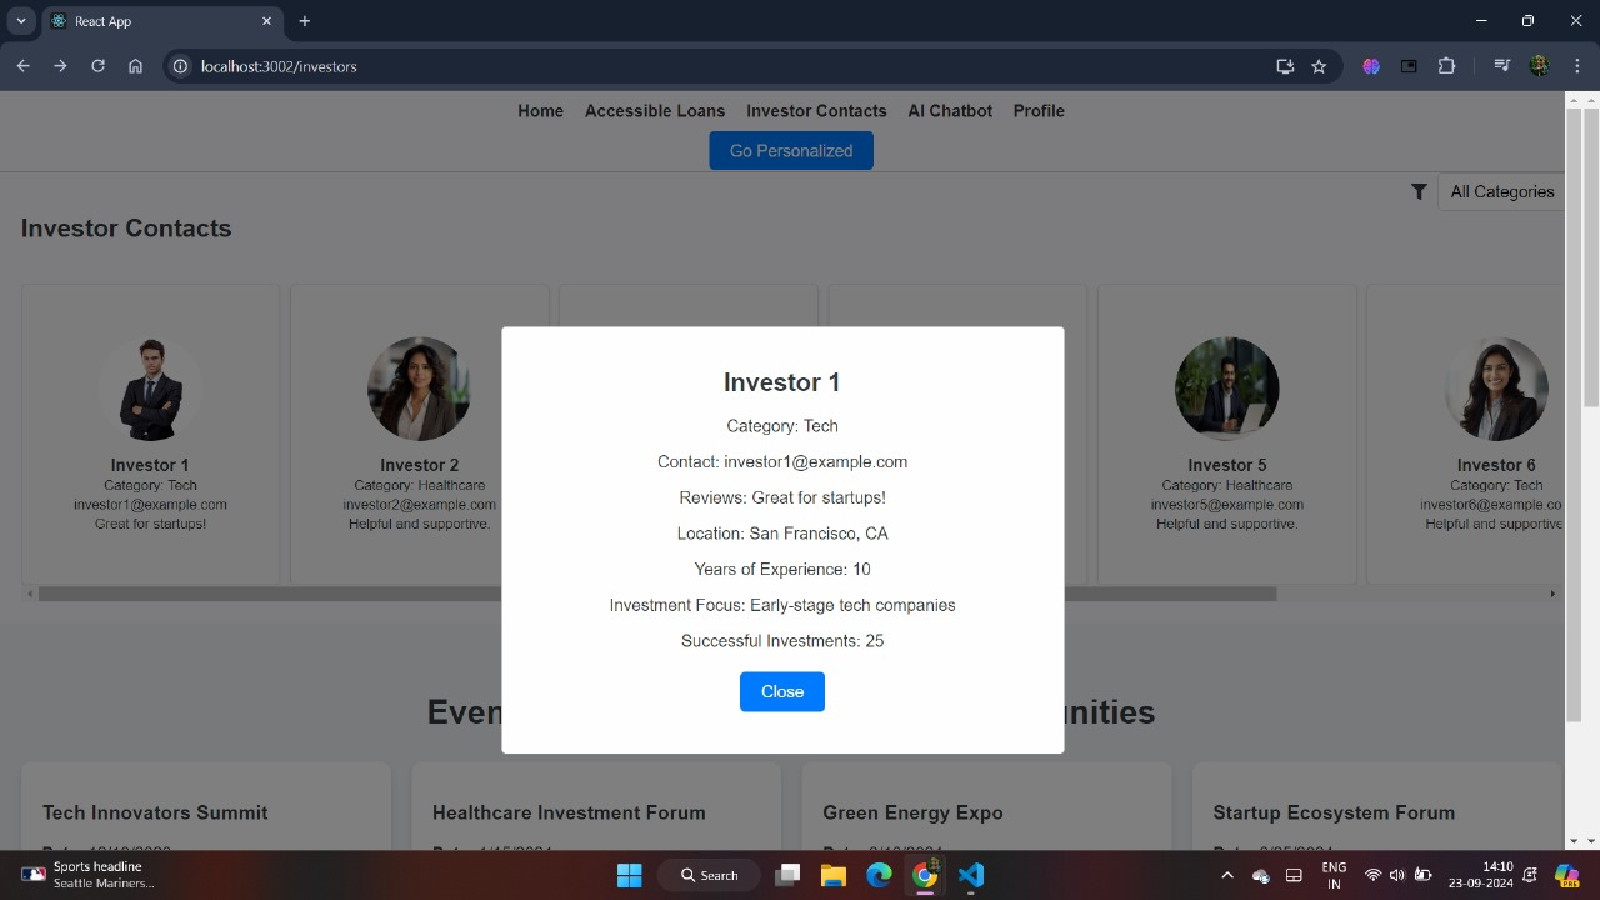 React App
localhost:3002/investors
Home Accessible Loans Investor Contacts AI Chatbot Profile
Go Personalized
All Categories
Investor Contacts
Investor 1
Category: Tech
investor1@example.com
Great for startups!
Investor 2
Category: Healthcare
investor2@example.com
Helpful and supportive.
Investor 5
Category: Healthcare
investor5@example.com
Helpful and supportive.
Investor 6
Category: Tech
investor6@example.co
Helpful and supportive
Investor 1
Category: Tech
Contact: investor1@example.com
Reviews: Great for startups!
Location: San Francisco, CA
Years of Experience: 10
Investment Focus: Early-stage tech companies
Successful Investments: 25
Close
Even
nities
Tech Innovators Summit
Healthcare Investment Forum
Green Energy Expo
Startup Ecosystem Forum
Sports headline
Seattle Mariners...
Search
ENG
IN
14:10
23-09-2024
PRE